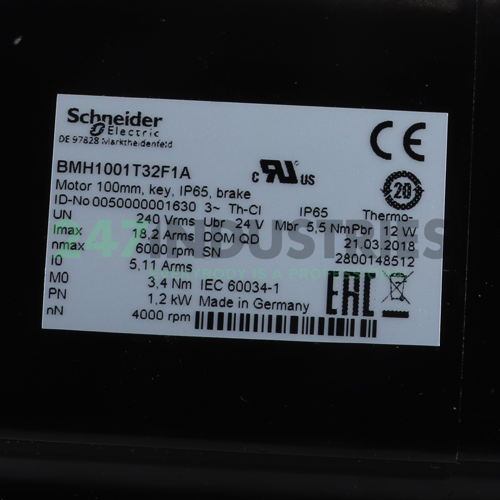 Schneider
Electric
DE 97828 Marktheidenfeld
CE
BMH1001T32F1A
c RU US
Motor 100mm, key, IP65, brake
20
ID-No 0050000001630 3~ Th-Cl IP65 Thermo-
UN 240 Vrms Ubr 24 V Mbr 5,5 Nm Pbr 12 W
Imax 18,2 Arms DOM QD 21.03.2018
nmax 6000 rpm SN 2800148512
I0 5,11 Arms
M0 3,4 Nm IEC 60034-1
PN 1,2 kW Made in Germany
nN 4000 rpm
EAC
247 INDUSTRIES